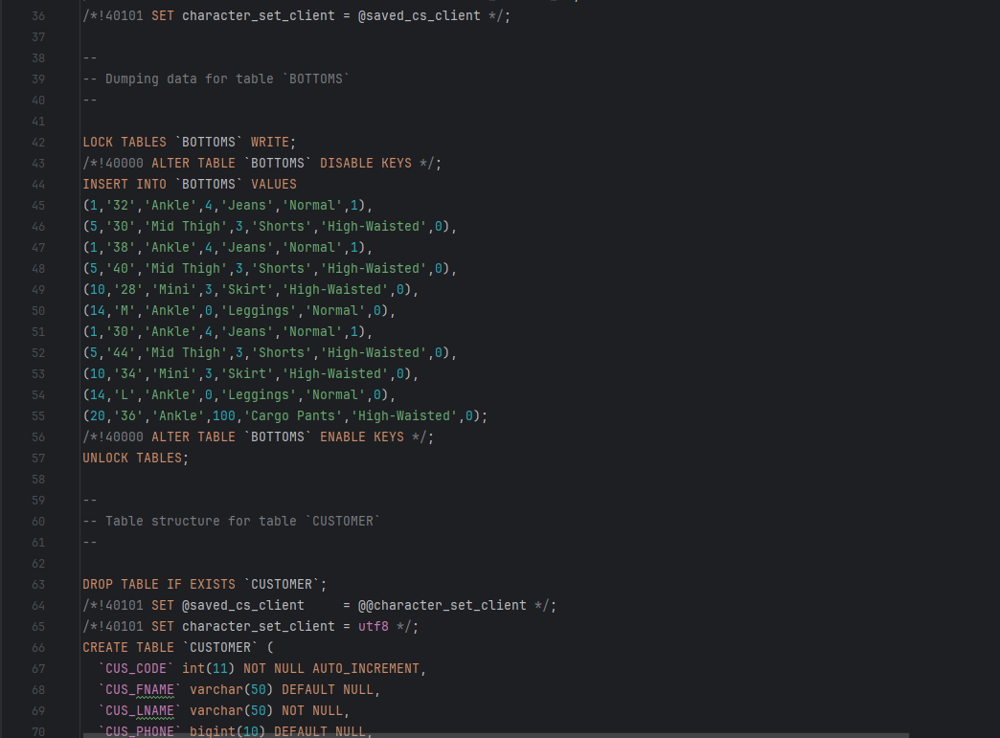 36 /*!40101 SET character_set_client = @saved_cs_client */;
37
38 --
39 -- Dumping data for table `BOTTOMS`
40 --
41
42 LOCK TABLES `BOTTOMS` WRITE;
43 /*!40000 ALTER TABLE `BOTTOMS` DISABLE KEYS */;
44 INSERT INTO `BOTTOMS` VALUES
45 (1,'32','Ankle',4,'Jeans','Normal',1),
46 (5,'30','Mid Thigh',3,'Shorts','High-Waisted',0),
47 (1,'38','Ankle',4,'Jeans','Normal',1),
48 (5,'40','Mid Thigh',3,'Shorts','High-Waisted',0),
49 (10,'28','Mini',3,'Skirt','High-Waisted',0),
50 (14,'M','Ankle',0,'Leggings','Normal',0),
51 (1,'30','Ankle',4,'Jeans','Normal',1),
52 (5,'44','Mid Thigh',3,'Shorts','High-Waisted',0),
53 (10,'34','Mini',3,'Skirt','High-Waisted',0),
54 (14,'L','Ankle',0,'Leggings','Normal',0),
55 (20,'36','Ankle',100,'Cargo Pants','High-Waisted',0);
56 /*!40000 ALTER TABLE `BOTTOMS` ENABLE KEYS */;
57 UNLOCK TABLES;
58
59 --
60 -- Table structure for table `CUSTOMER`
61 --
62
63 DROP TABLE IF EXISTS `CUSTOMER`;
64 /*!40101 SET @saved_cs_client     = @@character_set_client */;
65 /*!40101 SET character_set_client = utf8 */;
66 CREATE TABLE `CUSTOMER` (
67   `CUS_CODE` int(11) NOT NULL AUTO_INCREMENT,
68   `CUS_FNAME` varchar(50) DEFAULT NULL,
69   `CUS_LNAME` varchar(50) NOT NULL,
70   `CUS_PHONE` bigint(10) DEFAULT NULL,